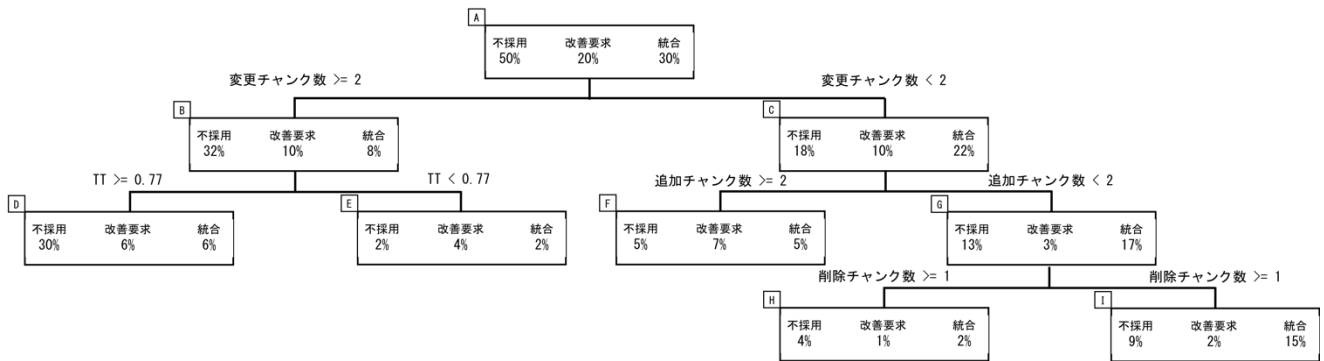 A
不採用 改善要求 統合
50% 20% 30%
変更チャンク数 >= 2 変更チャンク数 < 2
B
不採用 改善要求 統合
32% 10% 8%
C
不採用 改善要求 統合
18% 10% 22%
TT >= 0.77 TT < 0.77
追加チャンク数 >= 2 追加チャンク数 < 2
D
不採用 改善要求 統合
30% 6% 6%
E
不採用 改善要求 統合
2% 4% 2%
F
不採用 改善要求 統合
5% 7% 5%
G
不採用 改善要求 統合
13% 3% 17%
削除チャンク数 >= 1 削除チャンク数 >= 1
H
不採用 改善要求 統合
4% 1% 2%
I
不採用 改善要求 統合
9% 2% 15%